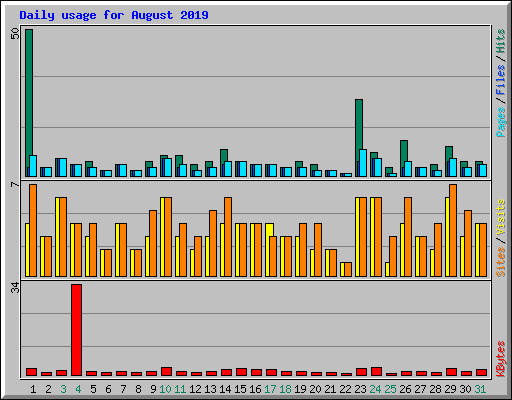 Daily usage for August 2019
50
Pages / Files / Hits
7
Sites / Visits
34
KBytes
1 2 3 4 5 6 7 8 9 10 11 12 13 14 15 16 17 18 19 20 21 22 23 24 25 26 27 28 29 30 31